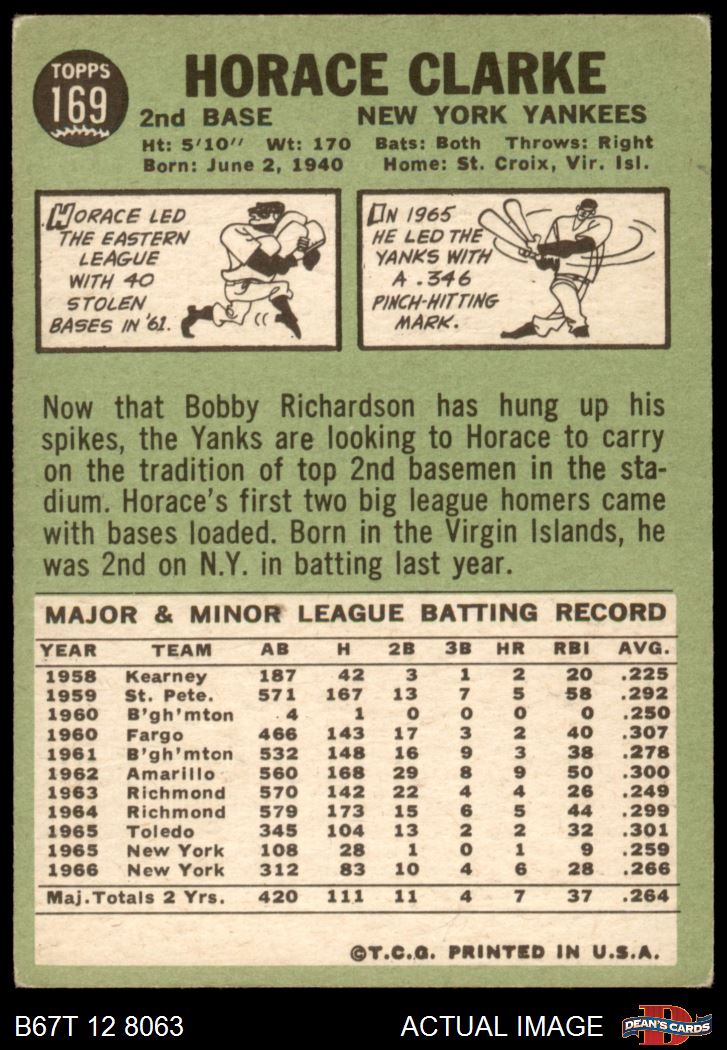 TOPPS
169
HORACE CLARKE
2nd BASE NEW YORK YANKEES
Ht: 5'10" Wt: 170 Bats: Both Throws: Right
Born: June 2, 1940 Home: St. Croix, Vir. Isl.
HORACE LED
THE EASTERN
LEAGUE
WITH 40
STOLEN
BASES IN '61.
IN 1965
HE LED THE
YANKS WITH
A .346
PINCH-HITTING
MARK.
Now that Bobby Richardson has hung up his
spikes, the Yanks are looking to Horace to carry
on the tradition of top 2nd basemen in the sta-
dium. Horace's first two big league homers came
with bases loaded. Born in the Virgin Islands, he
was 2nd on N.Y. in batting last year.
MAJOR & MINOR LEAGUE BATTING RECORD
YEAR TEAM AB H 2B 3B HR RBI AVG.
1958 Kearney 187 42 3 1 2 20 .225
1959 St. Pete. 571 167 13 7 5 58 .292
1960 B'gh'mton 4 1 0 0 0 0 .250
1960 Fargo 466 143 17 3 2 40 .307
1961 B'gh'mton 532 148 16 9 3 38 .278
1962 Amarillo 560 168 29 8 9 50 .300
1963 Richmond 570 142 22 4 4 26 .249
1964 Richmond 579 173 15 6 5 44 .299
1965 Toledo 345 104 13 2 2 32 .301
1965 New York 108 28 1 0 1 9 .259
1966 New York 312 83 10 4 6 28 .266
Maj. Totals 2 Yrs. 420 111 11 4 7 37 .264
©T.C.G. PRINTED IN U.S.A.
B67T 12 8063 ACTUAL IMAGE
D
DEAN'S CARDS